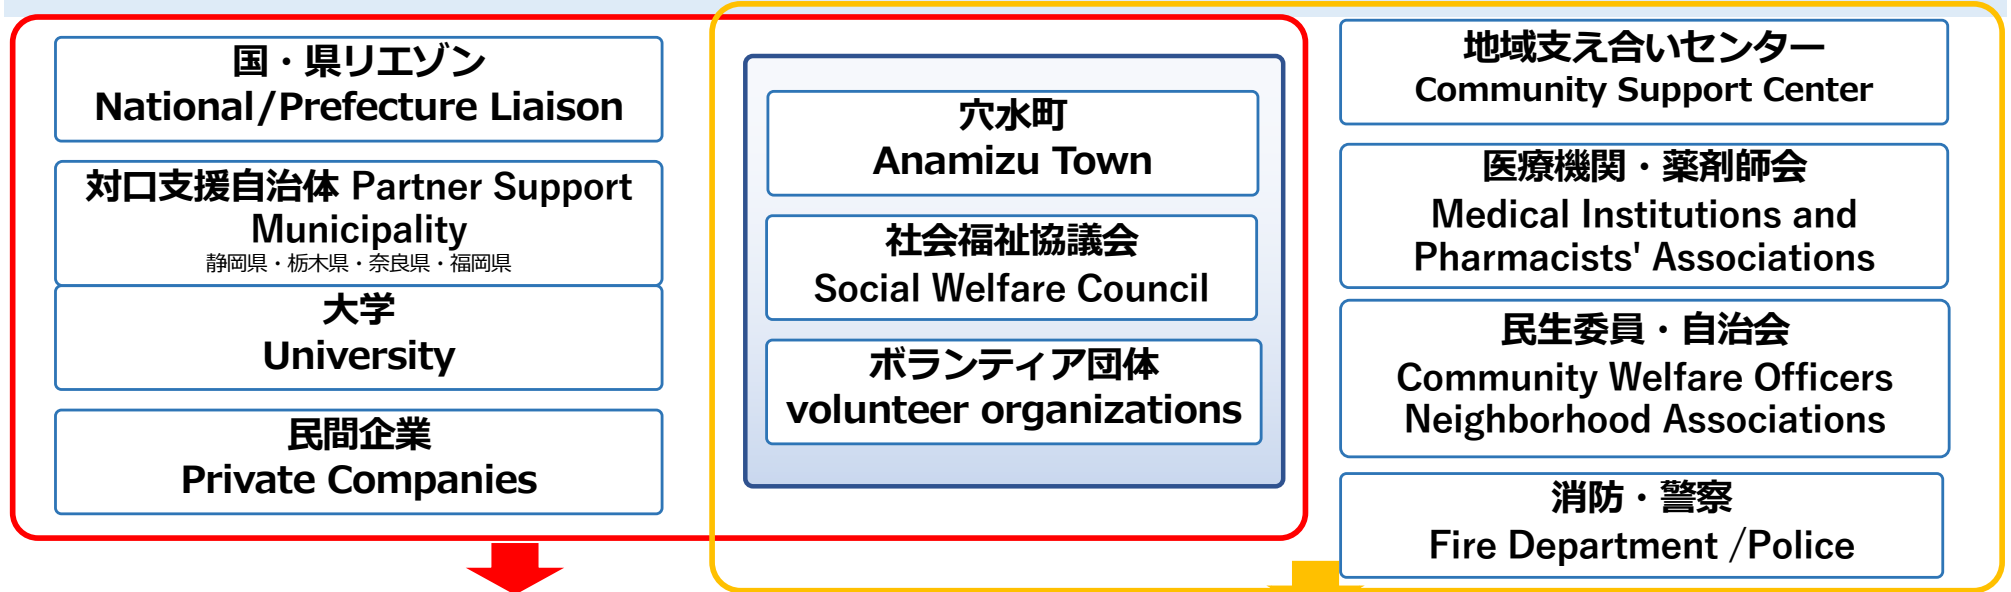 国・県リエゾン
National/Prefecture Liaison
対口支援自治体 Partner Support
Municipality
静岡県・栃木県・奈良県・福岡県
大学
University
民間企業
Private Companies
穴水町
Anamizu Town
社会福祉協議会
Social Welfare Council
ボランティア団体
volunteer organizations
地域支え合いセンター
Community Support Center
医療機関・薬剤師会
Medical Institutions and
Pharmacists' Associations
民生委員・自治会
Community Welfare Officers
Neighborhood Associations
消防・警察
Fire Department /Police